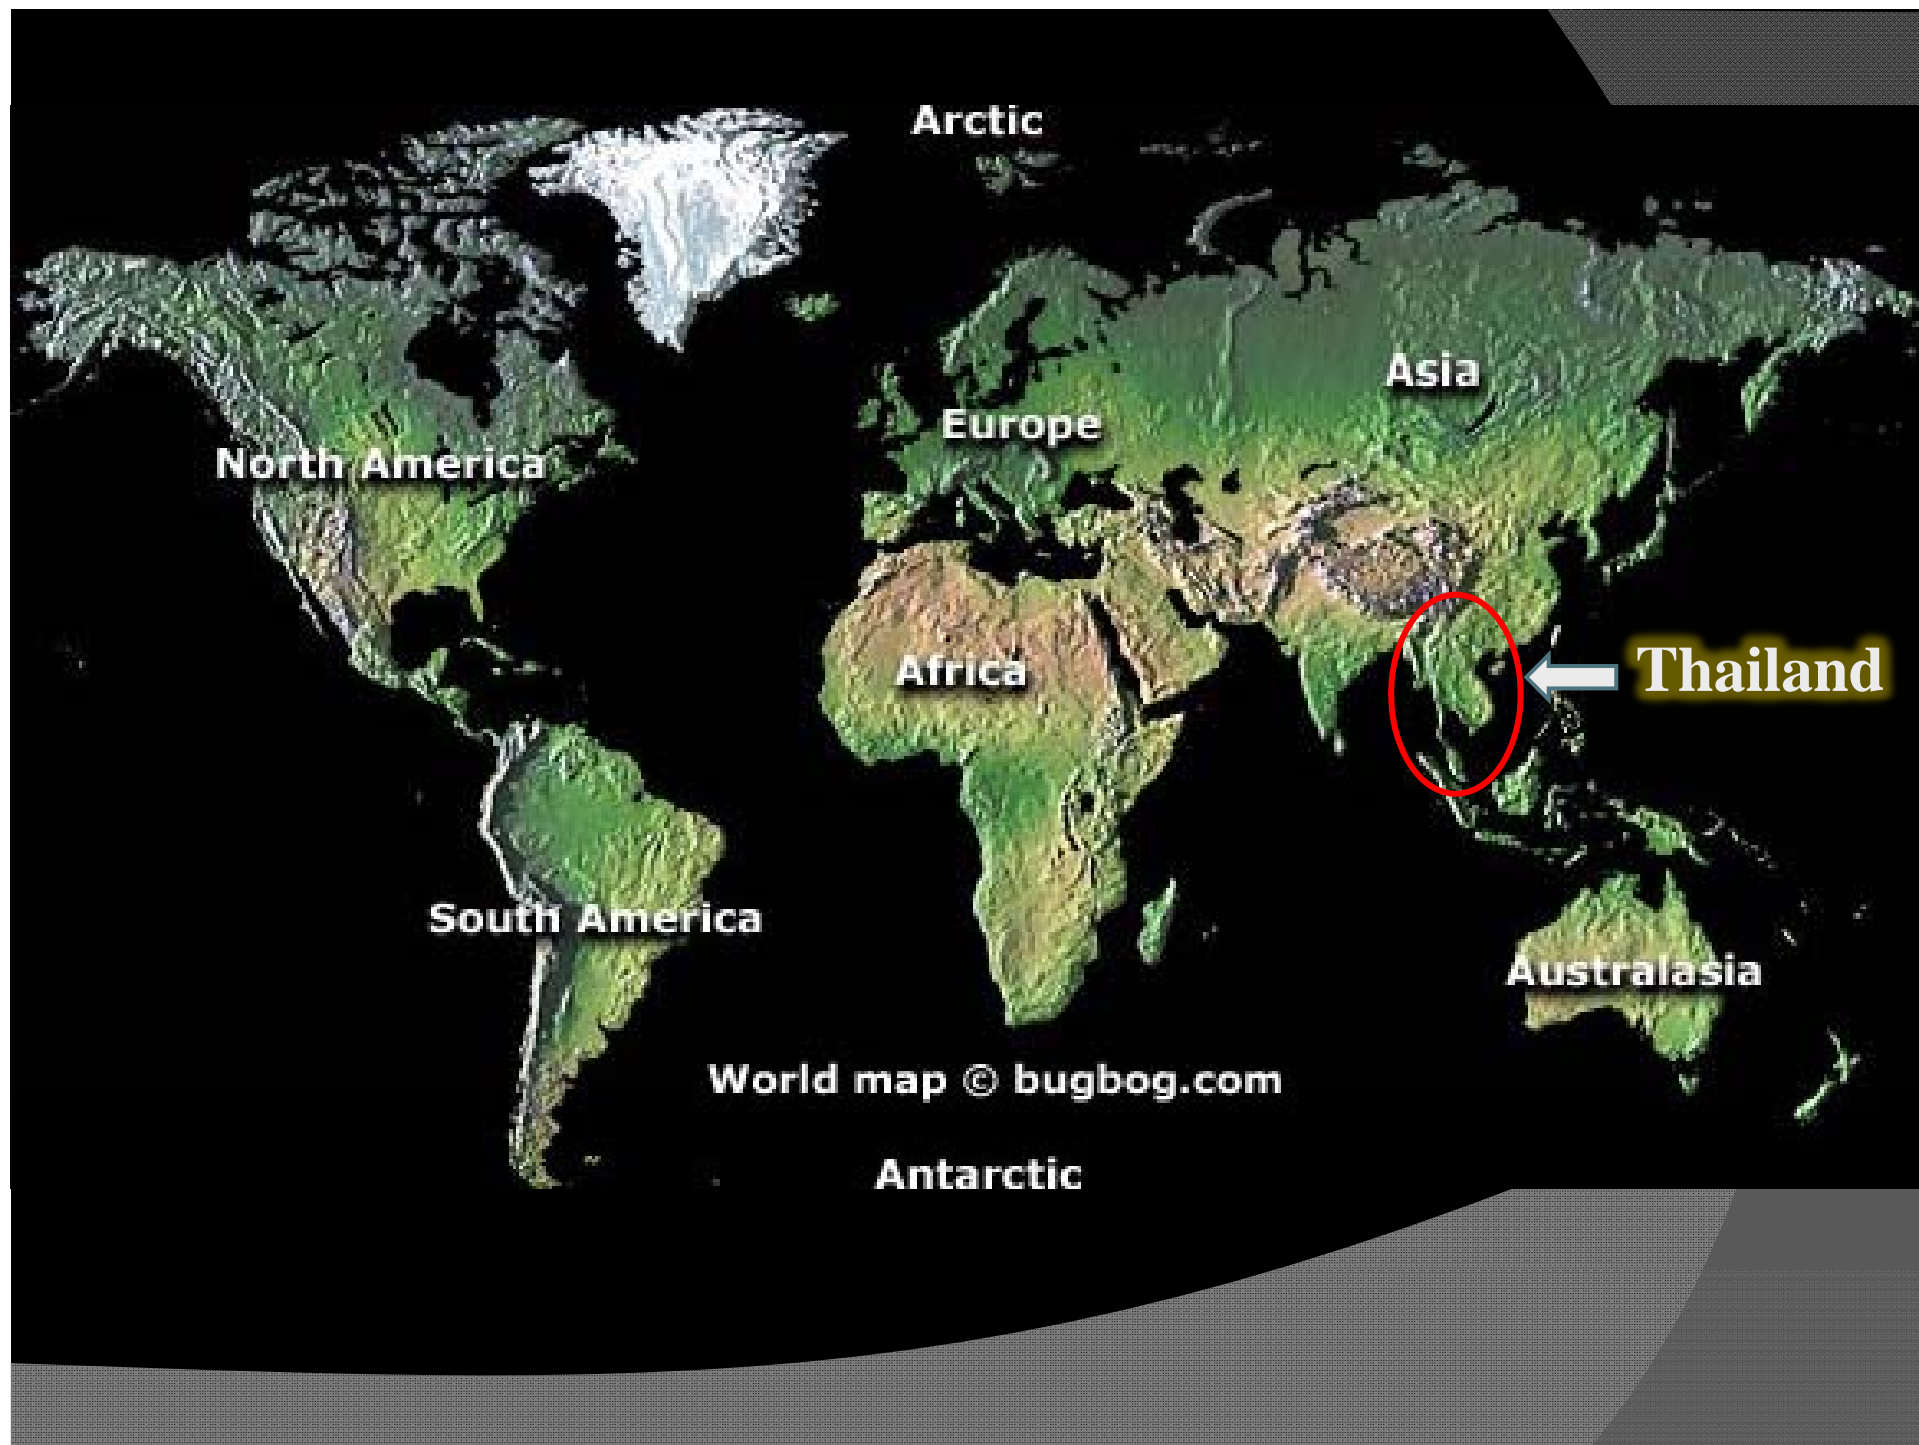 Arctic
Asia
Europe
North America
Thailand
Africa
South America
Australasia
World map © bugbog.com
Antarctic